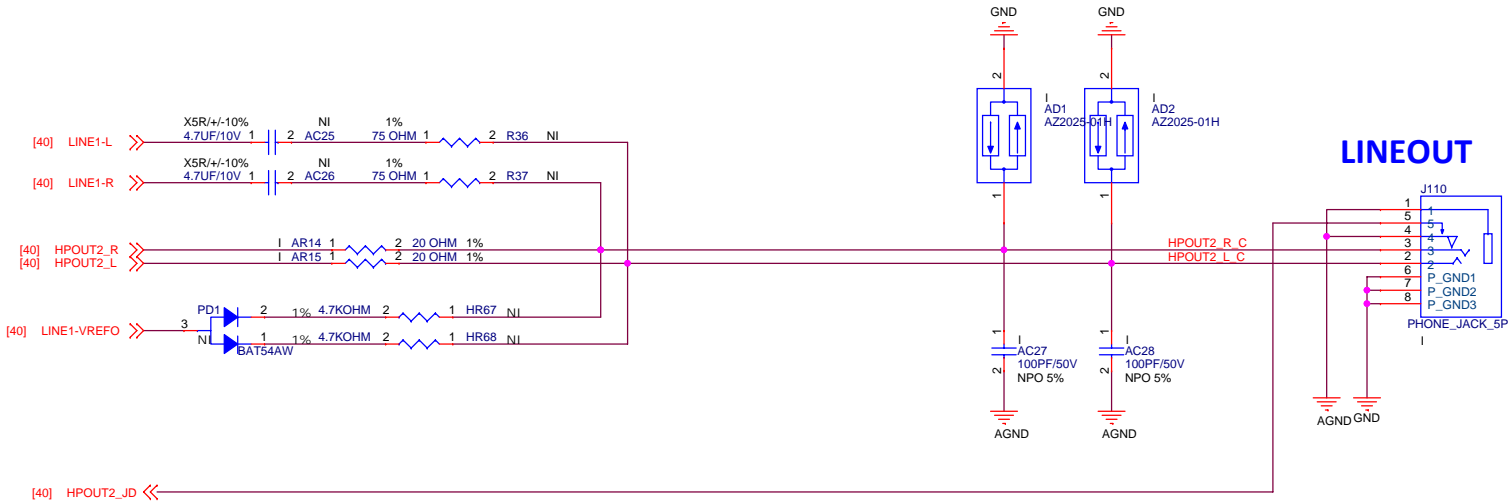 GND
GND
2
2
I
AD1
AZ2025-01H
I
AD2
AZ2025-01H
1
1
X5R/+/-10%
NI
1%
[40] LINE1-L
4.7UF/10V 1
2 AC25
75 OHM 1
2 R36 NI
X5R/+/-10%
NI
1%
[40] LINE1-R
4.7UF/10V 1
2 AC26
75 OHM 1
2 R37 NI
LINEOUT
J110
[40] HPOUT2_R
I AR14 1
2 20 OHM 1%
HPOUT2_R_C
[40] HPOUT2_L
I AR15 1
2 20 OHM 1%
HPOUT2_L_C
1 1
5 5
4 4
3 3
2 2
6 P_GND1
7 P_GND2
8 P_GND3
PHONE_JACK_5P
I
[40] LINE1-VREFO
3
PD1
2
1% 4.7KOHM 2
1 HR67 NI
NI
1
BAT54AW
1% 4.7KOHM 2
1 HR68 NI
1
2
I
AC27
100PF/50V
NPO 5%
1
2
I
AC28
100PF/50V
NPO 5%
AGND
AGND
AGND
GND
[40] HPOUT2_JD